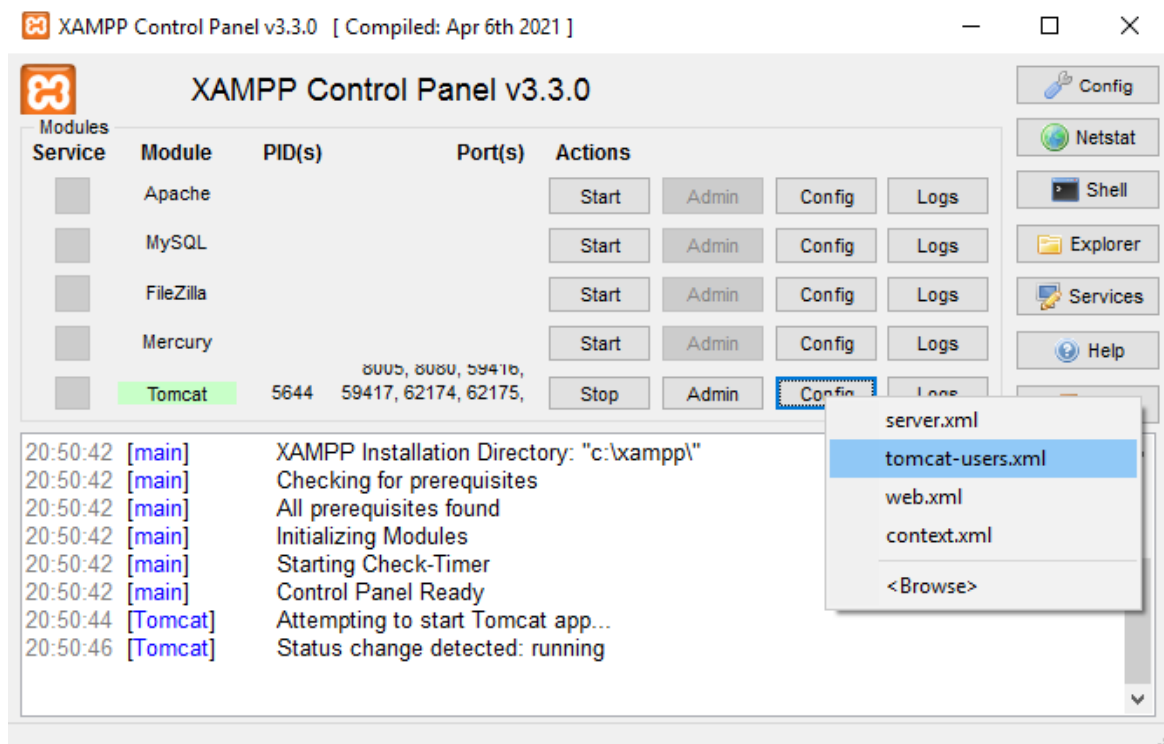 XAMPP Control Panel v3.3.0 [ Compiled: Apr 6th 2021 ]
XAMPP Control Panel v3.3.0
Config
Modules
Service Module PID(s) Port(s) Actions
Netstat
Apache Start Admin Config Logs
Shell
MySQL Start Admin Config Logs
Explorer
FileZilla Start Admin Config Logs
Services
Mercury Start Admin Config Logs
Help
8005, 8080, 59416,
Tomcat 5644 59417, 62174, 62175, Stop Admin Config Logs
server.xml
tomcat-users.xml
web.xml
context.xml
<Browse>
20:50:42 [main] XAMPP Installation Directory: "c:\xampp\"
20:50:42 [main] Checking for prerequisites
20:50:42 [main] All prerequisites found
20:50:42 [main] Initializing Modules
20:50:42 [main] Starting Check-Timer
20:50:42 [main] Control Panel Ready
20:50:44 [Tomcat] Attempting to start Tomcat app...
20:50:46 [Tomcat] Status change detected: running